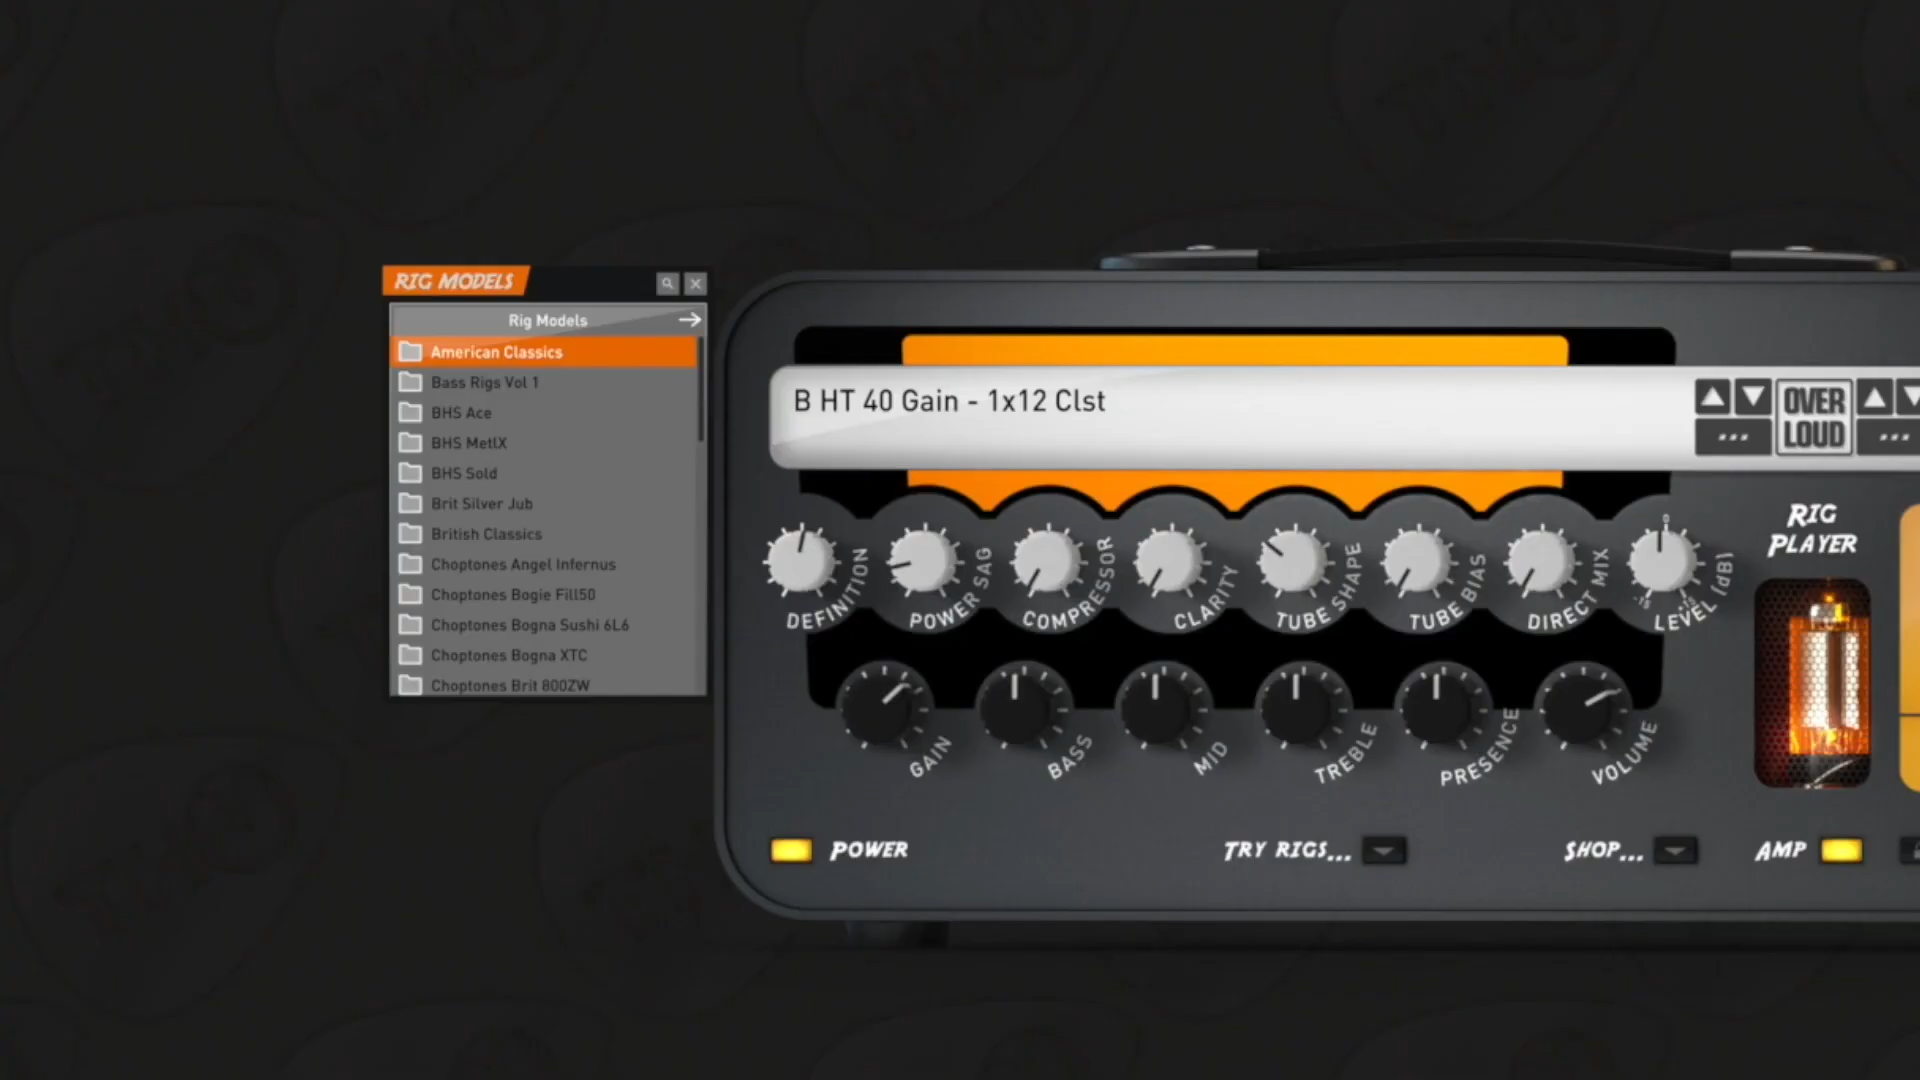 RIG MODELS
Rig Models
American Classics
Bass Rigs Vol 1
BHS Ace
BHS MetlX
BHS Sold
Brit Silver Jub
British Classics
Choptones Angel Infernus
Choptones Bogie Fill50
Choptones Bogna Sushi 6L6
Choptones Bogna XTC
Choptones Brit 800ZW
B HT 40 Gain - 1x12 Clst
OVER
LOUD
RIG
PLAYER
DEFINITION
POWER SAG
COMPRESSOR
CLARITY
TUBE SHAPE
TUBE BIAS
DIRECT MIX
0
-15
LEVEL (dB)
GAIN
BASS
MID
TREBLE
PRESENCE
VOLUME
POWER
TRY RIGS...
SHOP...
AMP